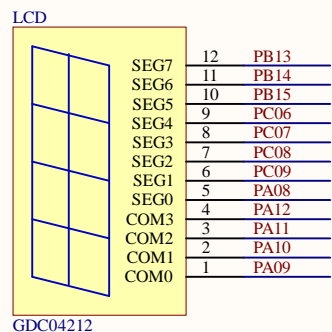 LCD
SEG7 12 PB13
SEG6 11 PB14
SEG5 10 PB15
SEG4 9 PC06
SEG3 8 PC07
SEG2 7 PC08
SEG1 6 PC09
SEG0 5 PA08
COM3 4 PA12
COM2 3 PA11
COM1 2 PA10
COM0 1 PA09
GDC04212